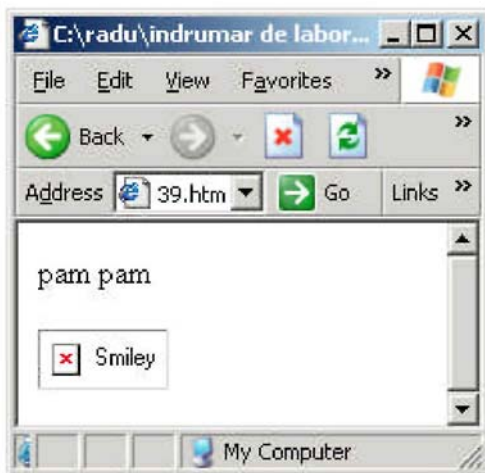 C:\radu\indrumar de labor...
File Edit View Favorites »
Back »
Address 39.htm Go Links »
pam pam
Smiley
My Computer